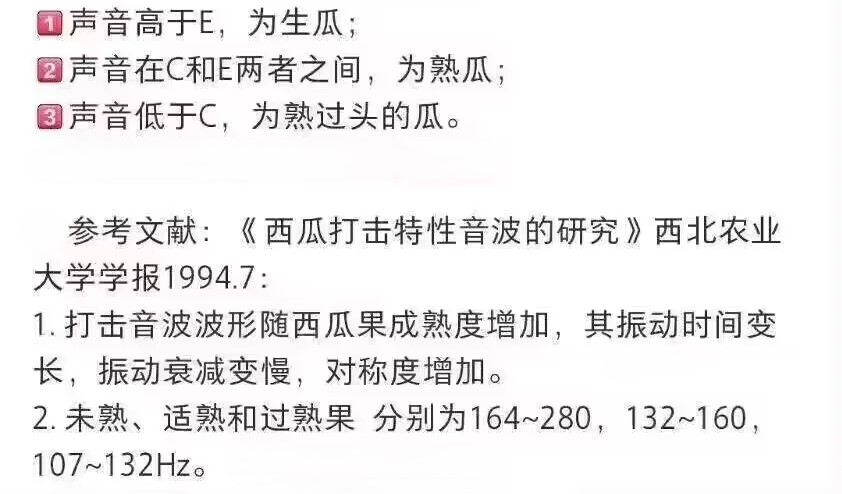 1 声音高于E，为生瓜；
2 声音在C和E两者之间，为熟瓜；
3 声音低于C，为熟过头的瓜。
参考文献：《西瓜打击特性音波的研究》西北农业
大学学报1994.7：
1. 打击音波波形随西瓜果成熟度增加，其振动时间变
长，振动衰减变慢，对称度增加。
2. 未熟、适熟和过熟果 分别为164~280，132~160，
107~132Hz。